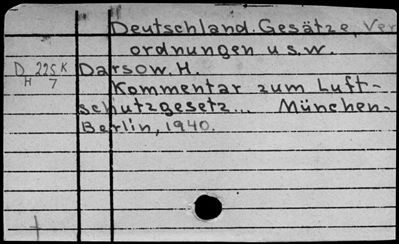 Deutschland. Gesätze, Ver
ordnungen u.s.w.
D 225 K Darsow. H.
H 7 Kommentar zum Luft-
schutzgesetz... München-
Berlin, 1940.